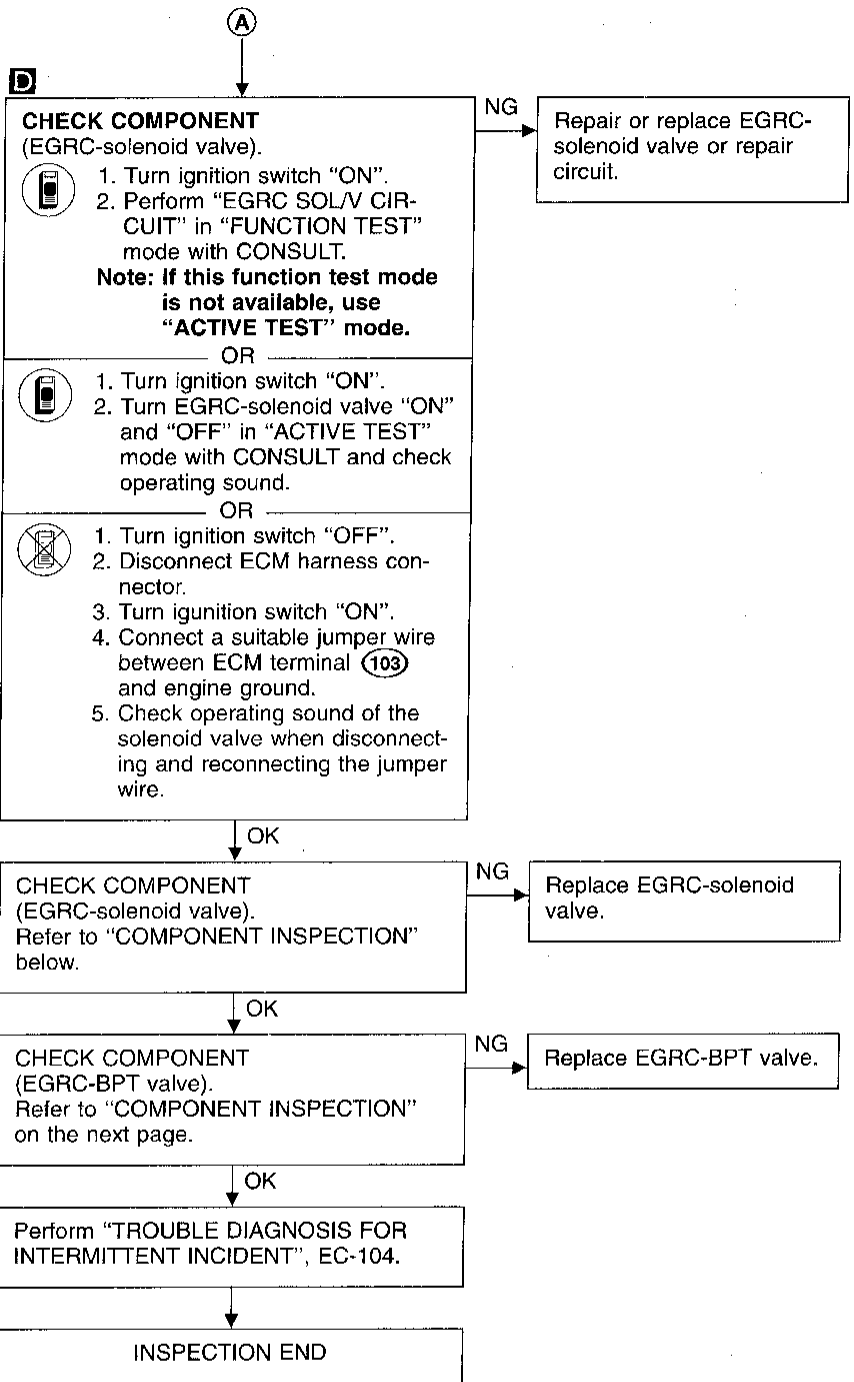 A
D
CHECK COMPONENT
(EGRC-solenoid valve).
1. Turn ignition switch “ON”.
2. Perform “EGRC SOL/V CIR-
CUIT” in “FUNCTION TEST”
mode with CONSULT.
Note: If this function test mode
is not available, use
“ACTIVE TEST” mode.
OR
1. Turn ignition switch “ON”.
2. Turn EGRC-solenoid valve “ON”
and “OFF” in “ACTIVE TEST”
mode with CONSULT and check
operating sound.
OR
1. Turn ignition switch “OFF”.
2. Disconnect ECM harness con-
nector.
3. Turn igunition switch “ON”.
4. Connect a suitable jumper wire
between ECM terminal 103
and engine ground.
5. Check operating sound of the
solenoid valve when disconnect-
ing and reconnecting the jumper
wire.
NG
Repair or replace EGRC-
solenoid valve or repair
circuit.
OK
CHECK COMPONENT
(EGRC-solenoid valve).
Refer to “COMPONENT INSPECTION”
below.
NG
Replace EGRC-solenoid
valve.
OK
CHECK COMPONENT
(EGRC-BPT valve).
Refer to “COMPONENT INSPECTION”
on the next page.
NG
Replace EGRC-BPT valve.
OK
Perform “TROUBLE DIAGNOSIS FOR
INTERMITTENT INCIDENT”, EC-104.
INSPECTION END